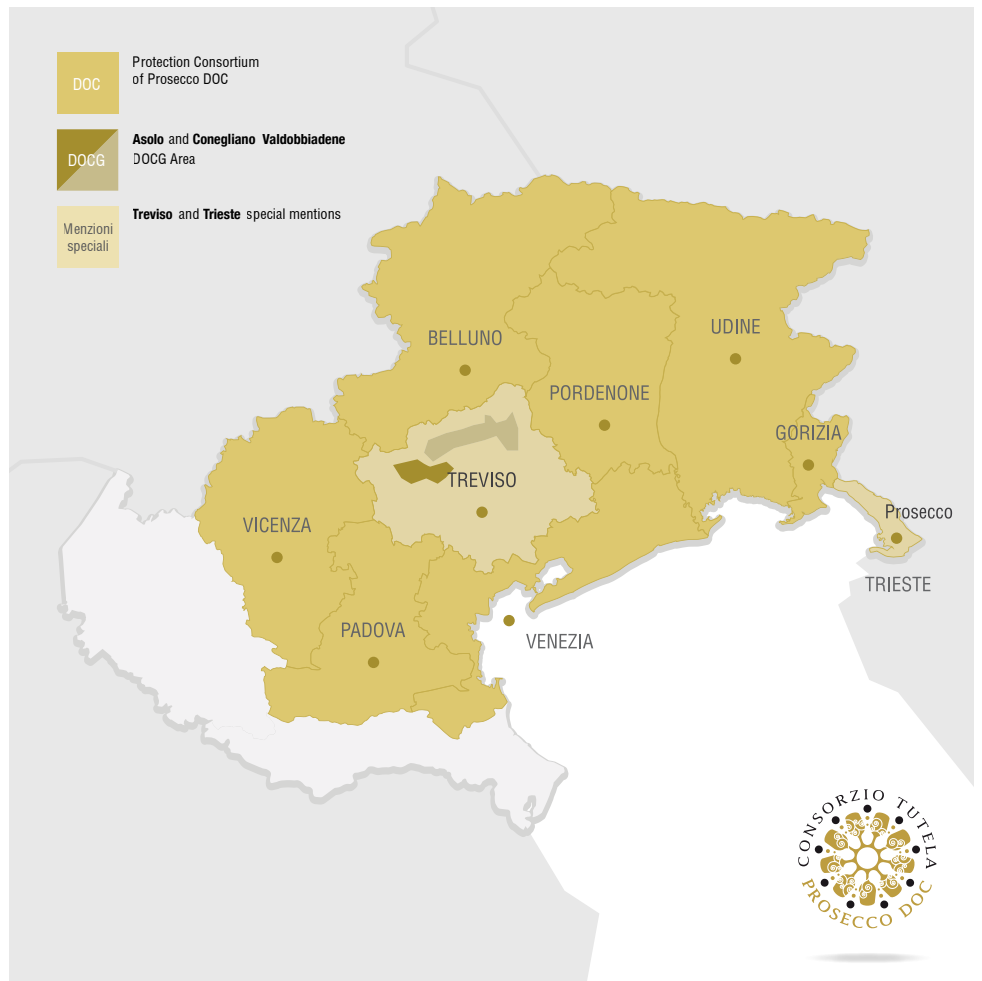 DOC
Protection Consortium
of Prosecco DOC
DOCG
Asolo and Conegliano Valdobbiadene
DOCG Area
Menzioni
speciali
Treviso and Trieste special mentions
BELLUNO
UDINE
PORDENONE
GORIZIA
TREVISO
Prosecco
VICENZA
TRIESTE
PADOVA
VENEZIA
CONSORZIO TUTELA
PROSECCO DOC